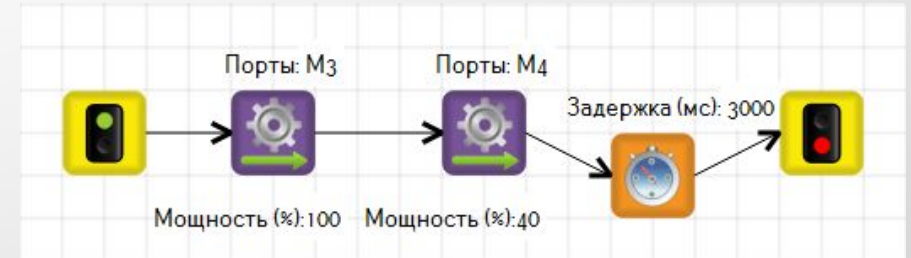 Порты: M3
Порты: M4
Задержка (мс): 3000
Мощность (%):100
Мощность (%):40